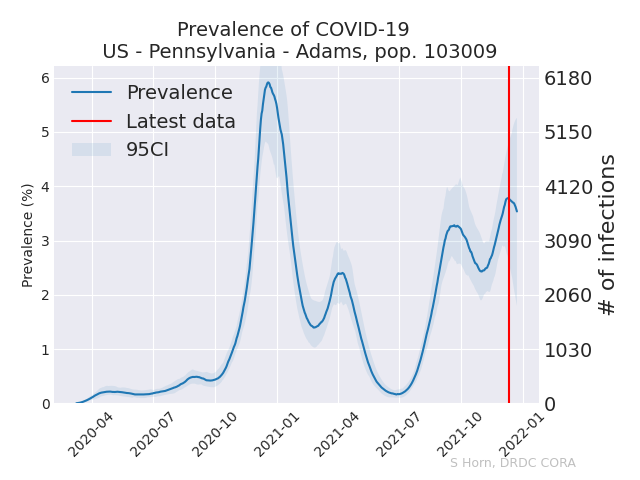 Prevalence of COVID-19
US - Pennsylvania - Adams, pop. 103009
Prevalence
Latest data
95CI
Prevalence (%)
6
5
4
3
2
1
0
6180
5150
4120
3090
2060
1030
0
# of infections
2020-04
2020-07
2020-10
2021-01
2021-04
2021-07
2021-10
2022-01
S Horn, DRDC CORA